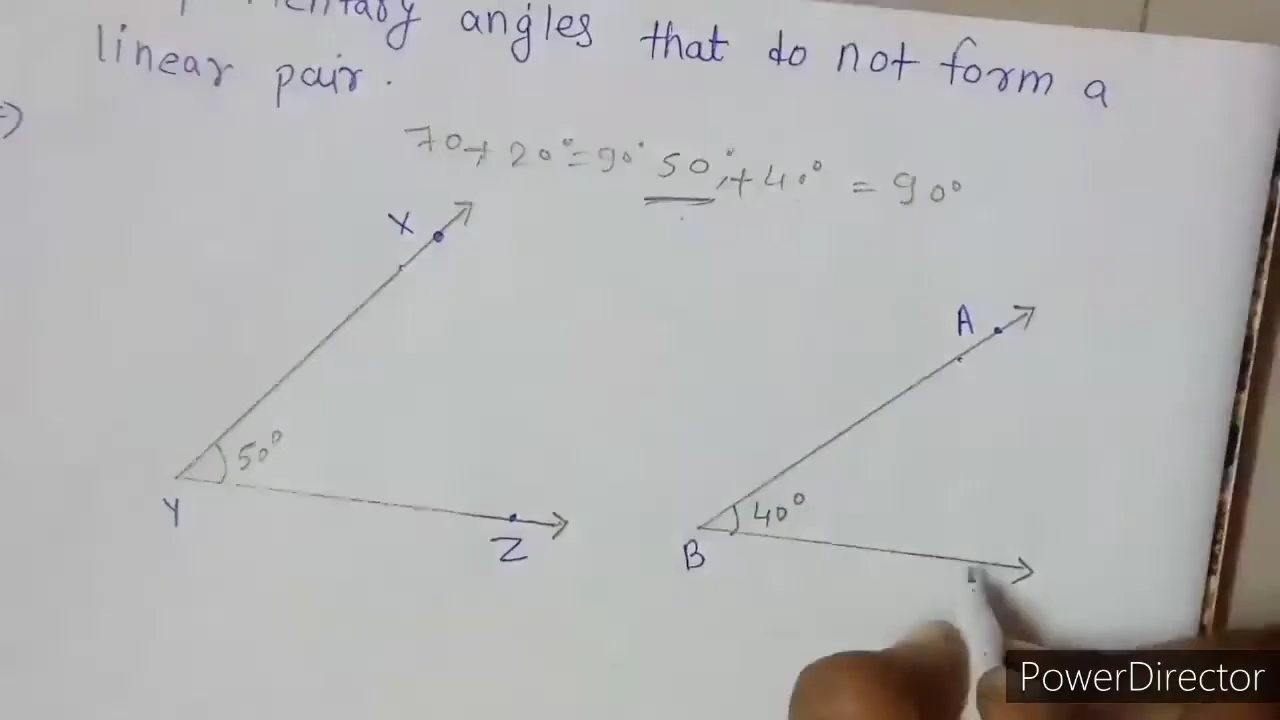 angles that do not form a
linear pair.
70+20°=90° 50°+40° = 90°
X
A
50°
Y
Z
40°
B
PowerDirector